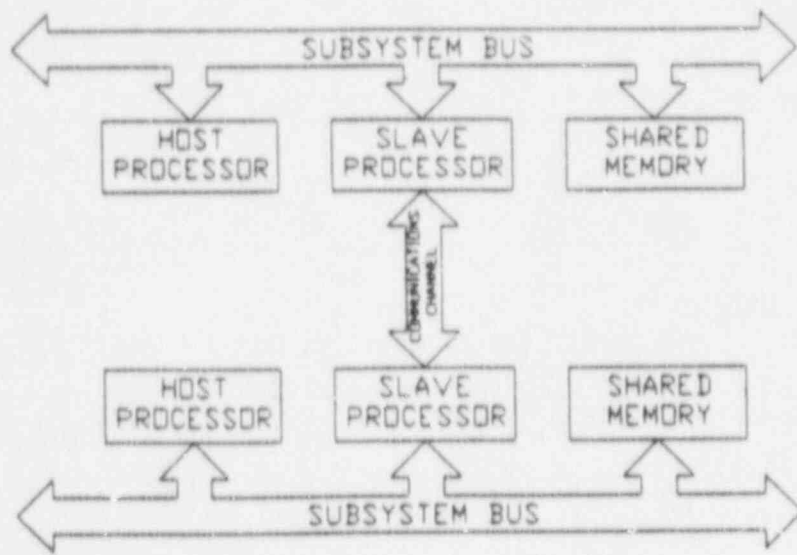 SUBSYSTEM BUS
HOST
PROCESSOR
SLAVE
PROCESSOR
SHARED
MEMORY
COMMUNICATIONS
CHANNEL
HOST
PROCESSOR
SLAVE
PROCESSOR
SHARED
MEMORY
SUBSYSTEM BUS